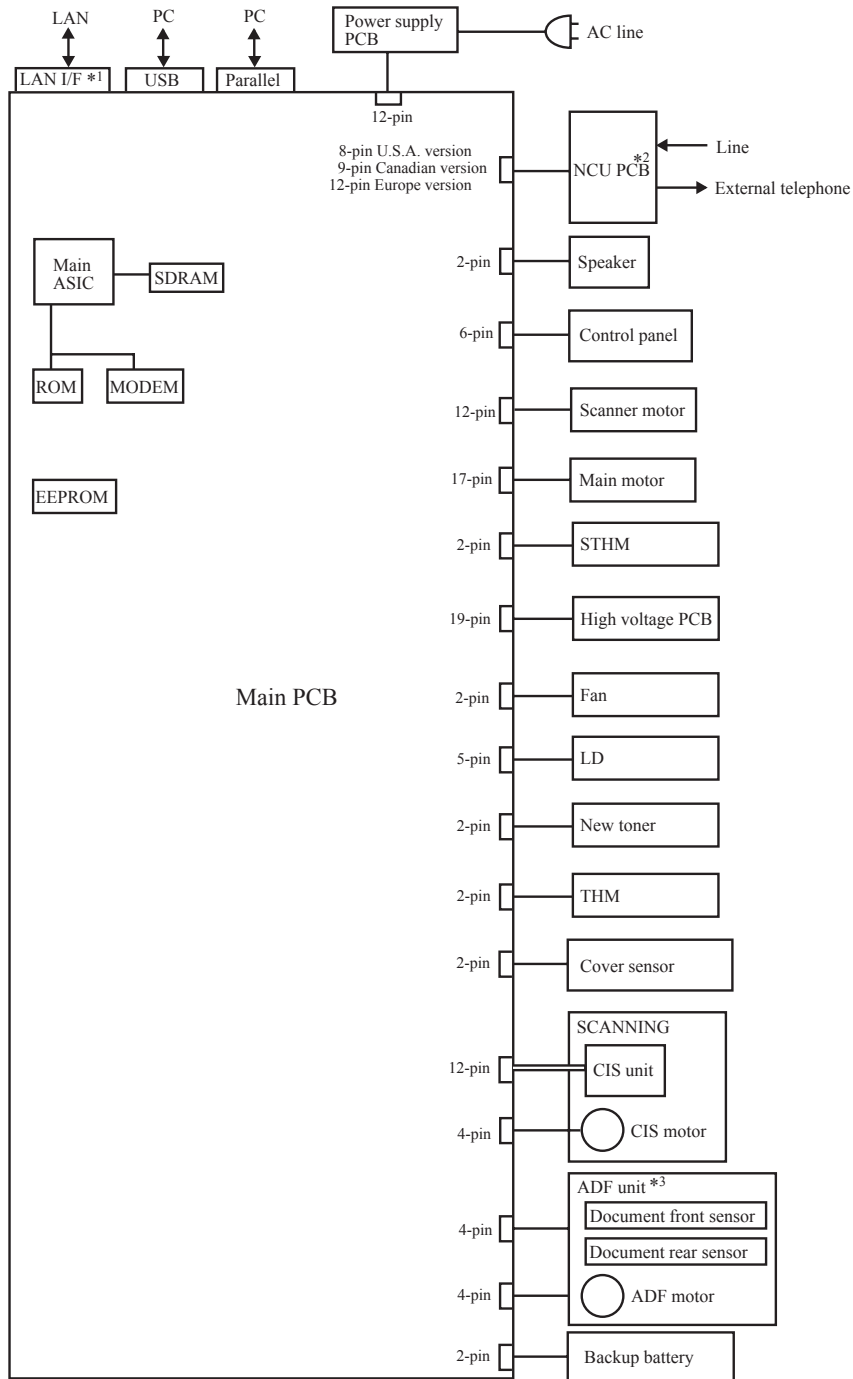 LAN
PC
PC
Power supply
PCB
AC line
LAN I/F *1
USB
Parallel
12-pin
8-pin U.S.A. version
9-pin Canadian version
12-pin Europe version
NCU PCB*2
Line
External telephone
Main
ASIC
SDRAM
2-pin
Speaker
6-pin
Control panel
ROM
MODEM
12-pin
Scanner motor
17-pin
Main motor
EEPROM
2-pin
STHM
19-pin
High voltage PCB
Main PCB
2-pin
Fan
5-pin
LD
2-pin
New toner
2-pin
THM
2-pin
Cover sensor
SCANNING
12-pin
CIS unit
4-pin
CIS motor
ADF unit *3
Document front sensor
4-pin
Document rear sensor
4-pin
ADF motor
2-pin
Backup battery